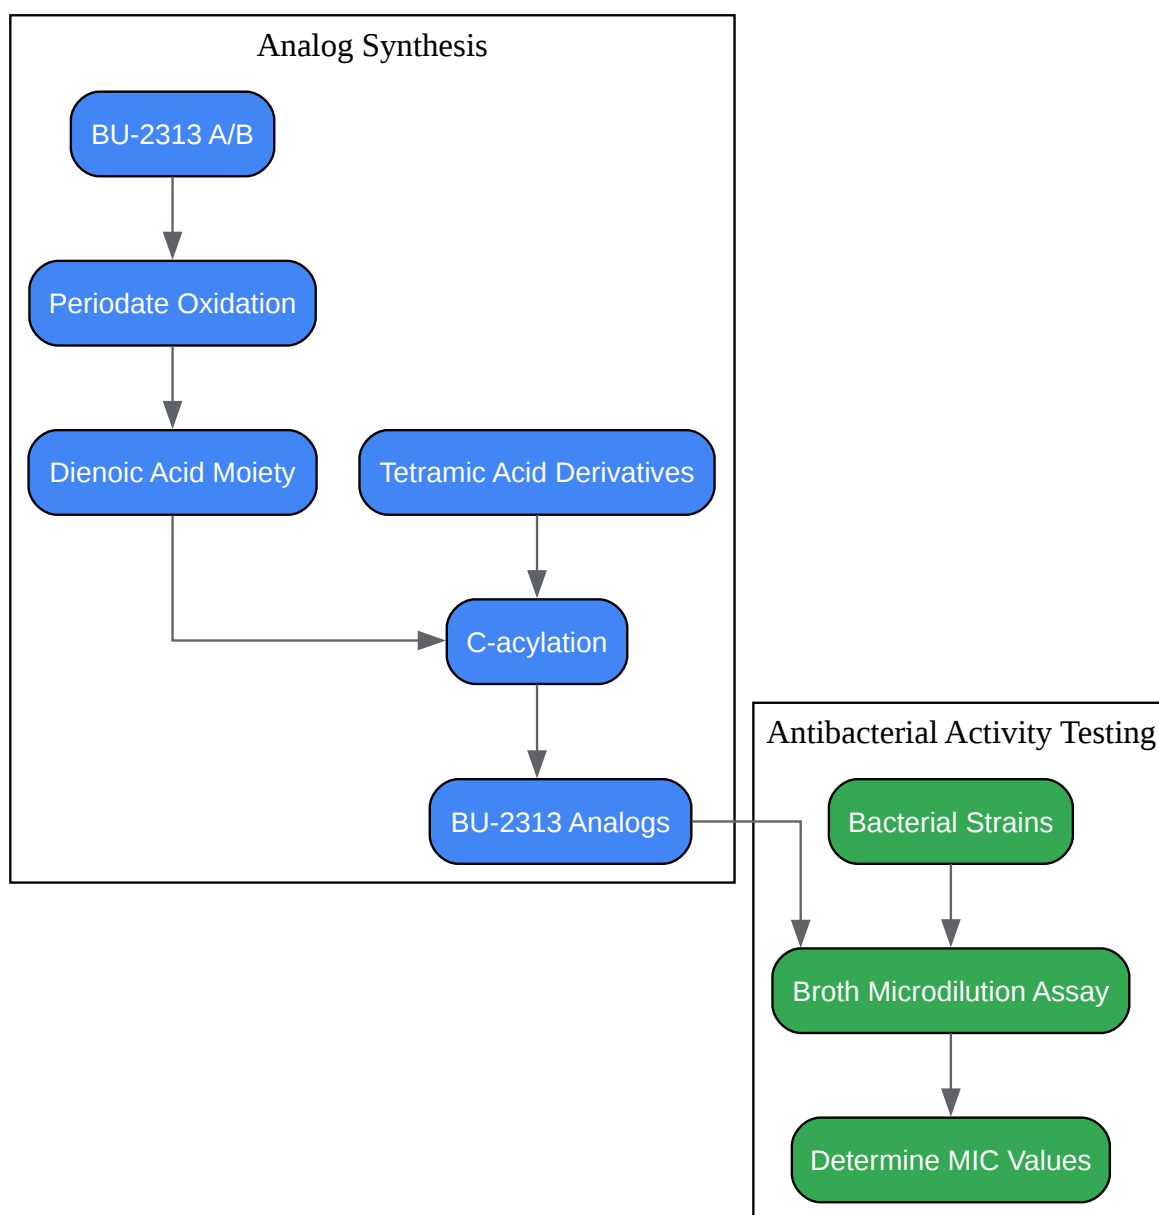 Analog Synthesis
BU-2313 A/B
Periodate Oxidation
Dienoic Acid Moiety
Tetramic Acid Derivatives
C-acylation
BU-2313 Analogs
Antibacterial Activity Testing
Bacterial Strains
Broth Microdilution Assay
Determine MIC Values